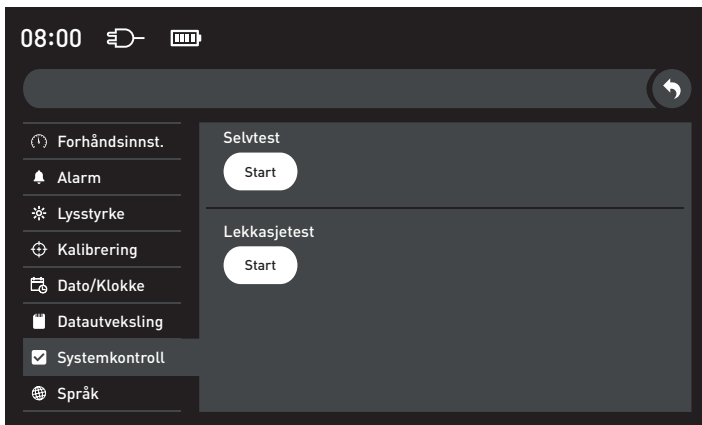 08:00
Forhåndsinnst.
Alarm
Lysstyrke
Kalibrering
Dato/Klokke
Datautveksling
Systemkontroll
Språk
Selvtest
Start
Lekkasjetest
Start